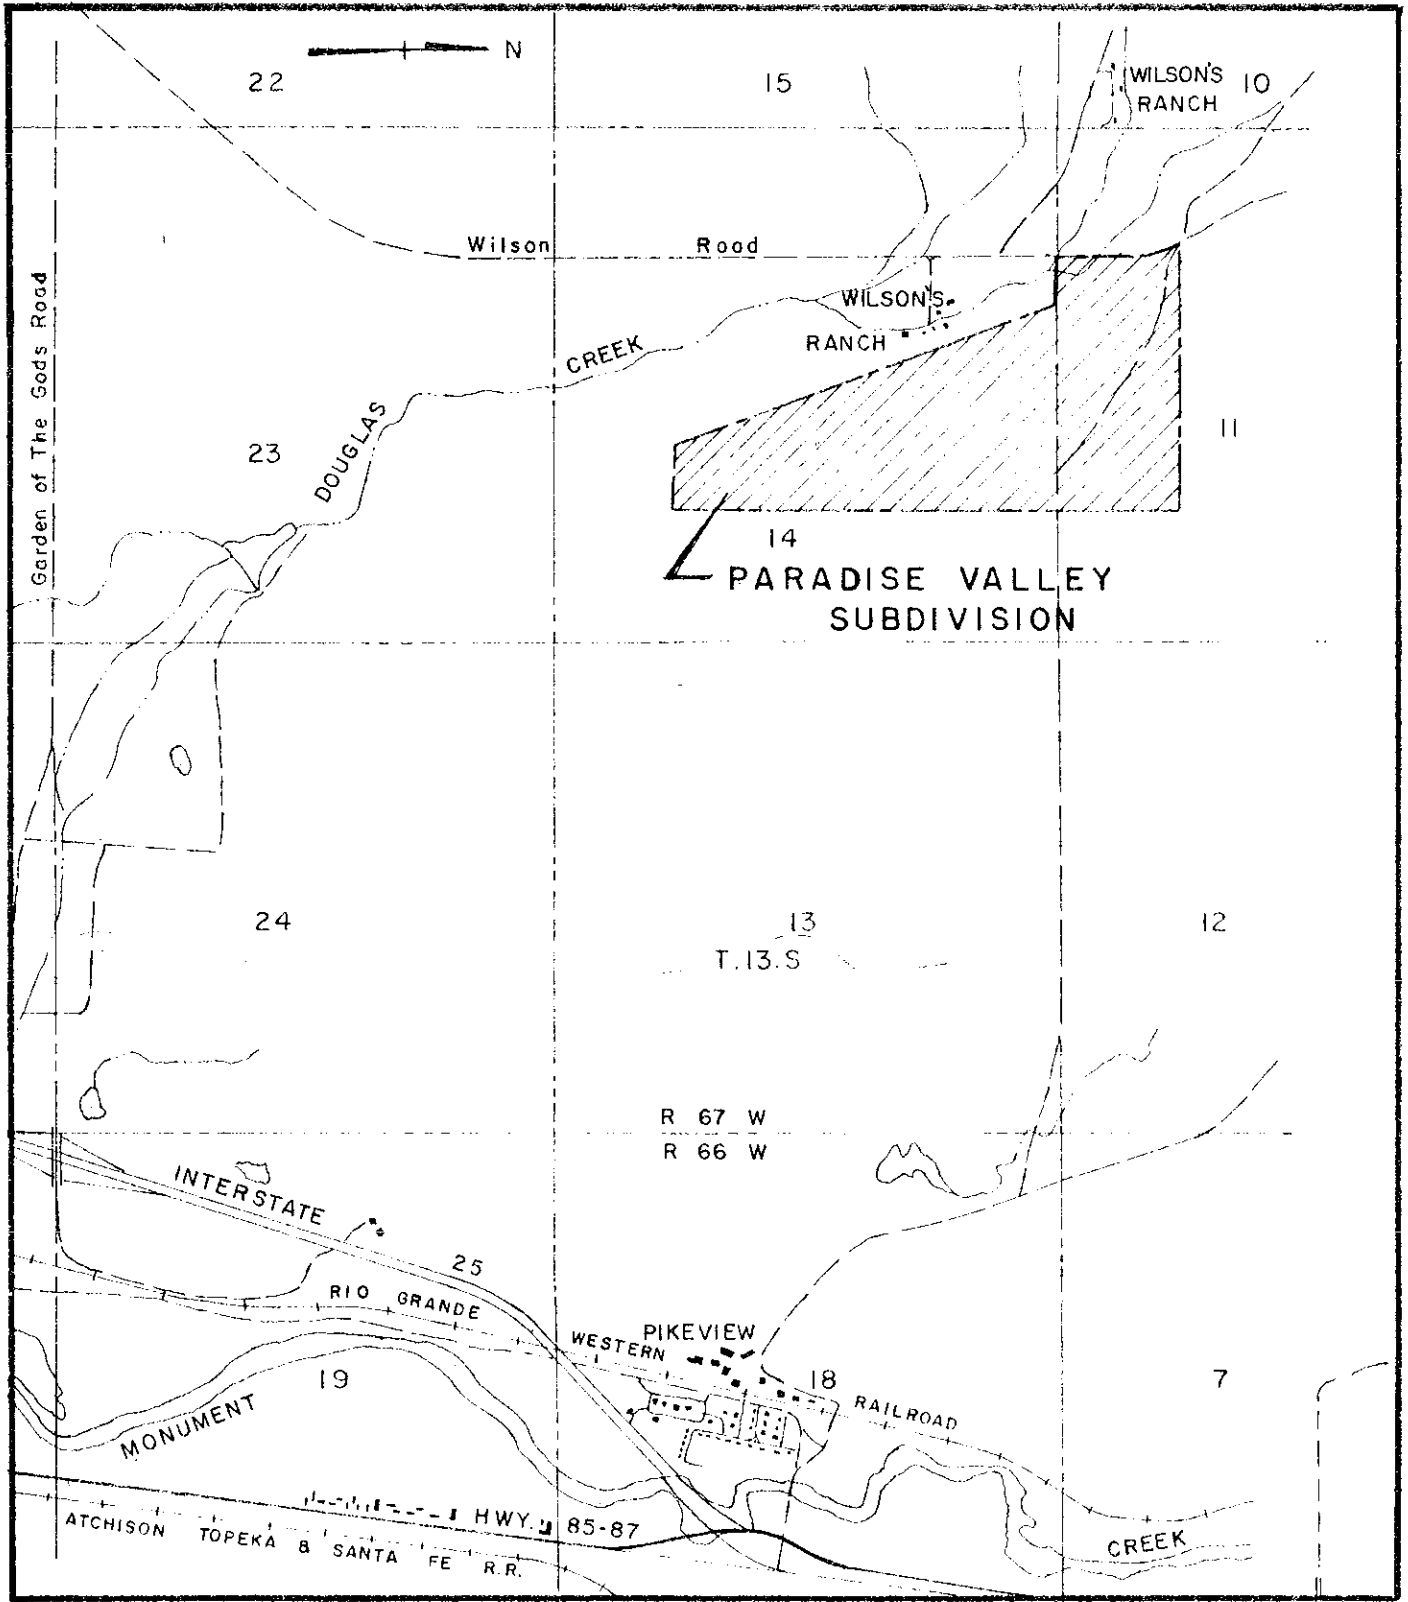 N
22
15
WILSON'S
RANCH
10
Wilson Road
Garden of The Gods Road
WILSON'S
RANCH
CREEK
DOUGLAS
23
11
14
PARADISE VALLEY
SUBDIVISION
24
13
T.13.S
12
R 67 W
R 66 W
INTERSTATE
25
RIO GRANDE
WESTERN
RAILROAD
PIKEVIEW
18
19
7
MONUMENT
CREEK
HWY. 85-87
ATCHISON TOPEKA & SANTA FE R.R.